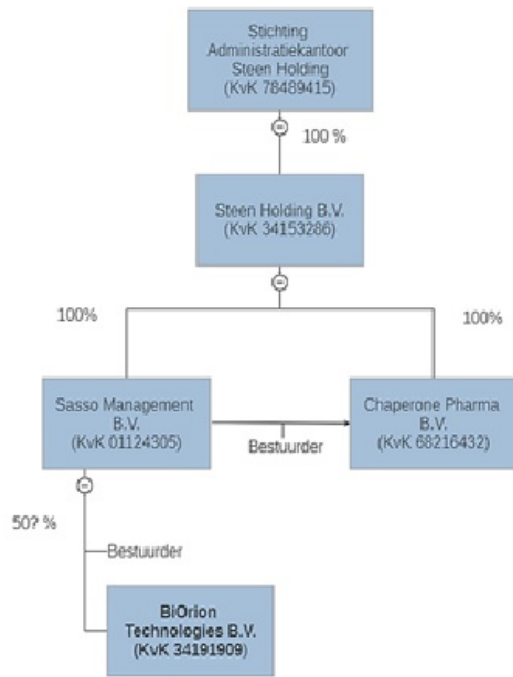 Stichting
Administratiekantoor
Steen Holding
(KvK 78489415)
100 %
Steen Holding B.V.
(KvK 34153286)
100%
100%
Sasso Management
B.V.
(KvK 01124305)
Bestuurder
Chaperone Pharma
B.V.
(KvK 68216432)
50? %
Bestuurder
BiOrion
Technologies B.V.
(KvK 34191909)